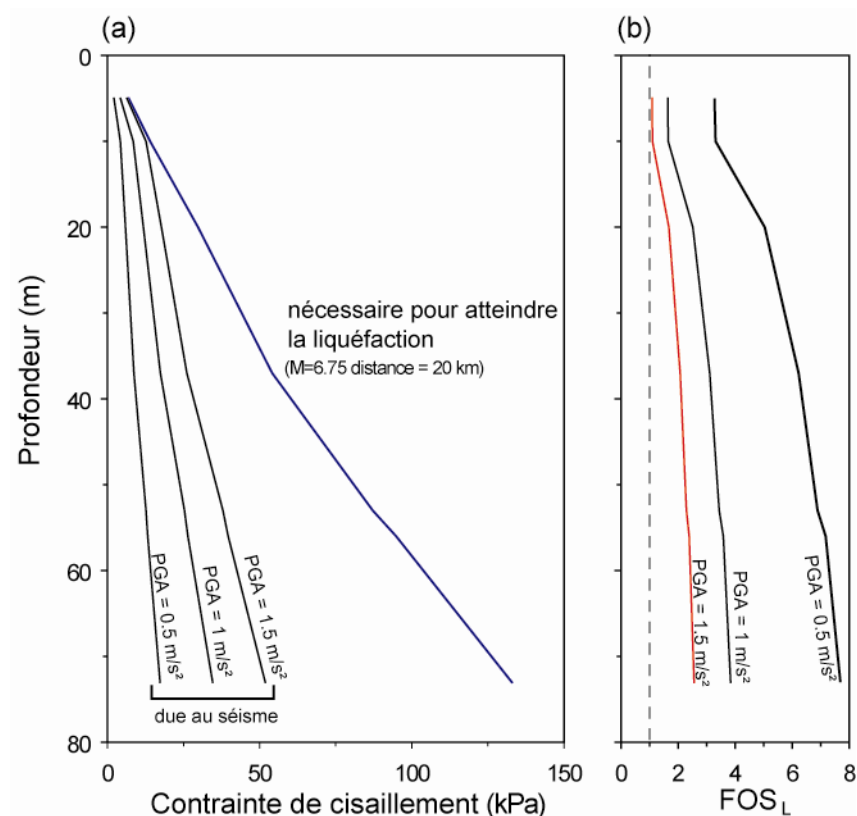 (a)
(b)
0
20
40
60
80
Profondeur (m)
nécessaire pour atteindre
la liquéfaction
(M=6.75 distance = 20 km)
PGA = 0.5 m/s²
PGA = 1 m/s²
PGA = 1.5 m/s²
due au séisme
0
50
100
150
Contrainte de cisaillement (kPa)
PGA = 1.5 m/s²
PGA = 1 m/s²
PGA = 0.5 m/s²
0
2
4
6
8
FOS L